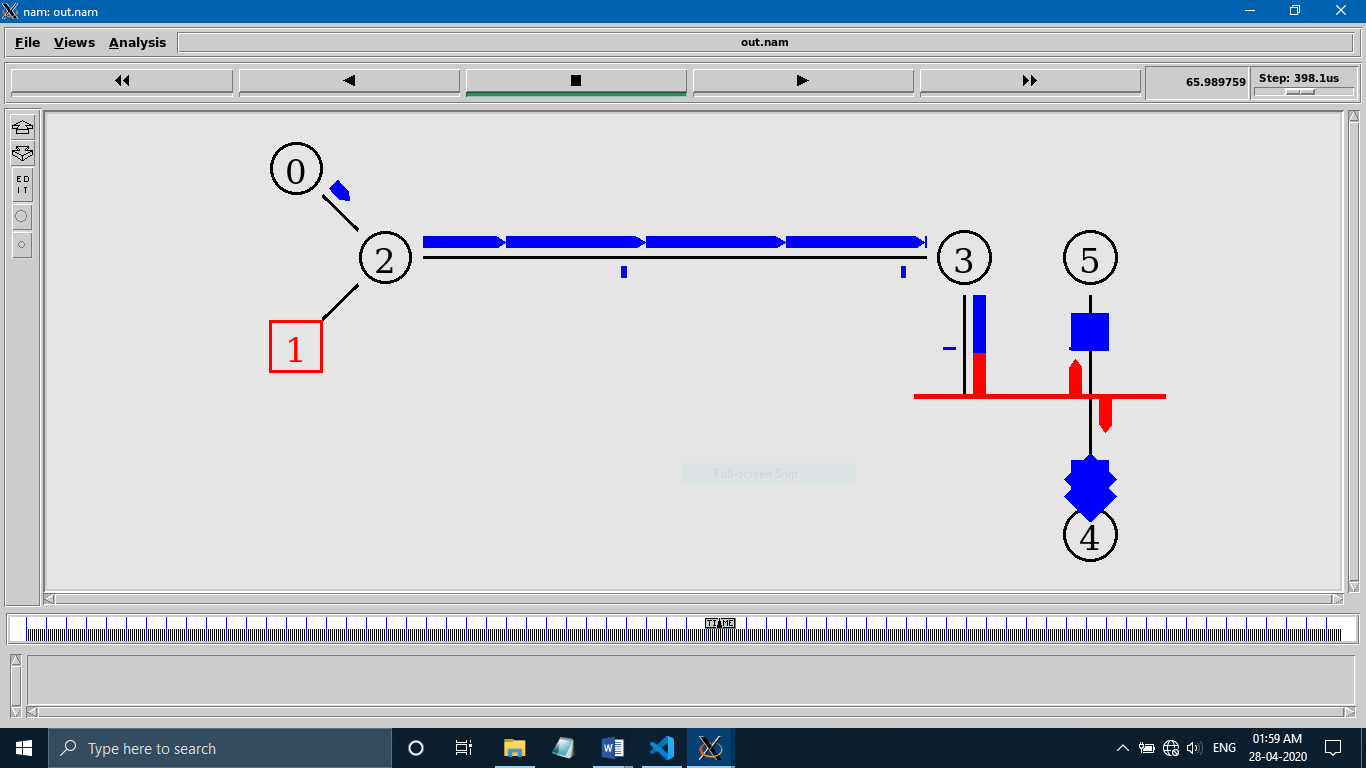 nam: out.nam
File Views Analysis out.nam
65.989759 Step: 398.1us
E D
I T
0
2
3
5
1
Full-screen Snip
4
TIME
Type here to search
ENG
01:59 AM
28-04-2020